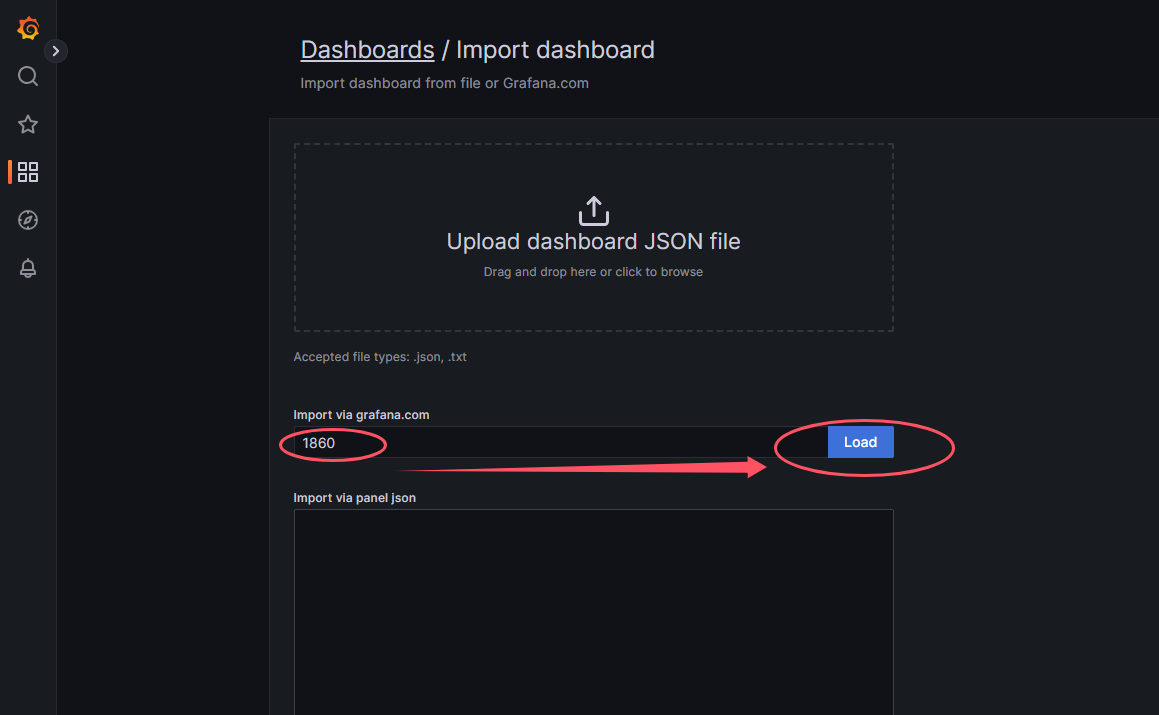 Dashboards / Import dashboard
Import dashboard from file or Grafana.com
Upload dashboard JSON file
Drag and drop here or click to browse
Accepted file types: .json, .txt
Import via grafana.com
1860
Load
Import via panel json